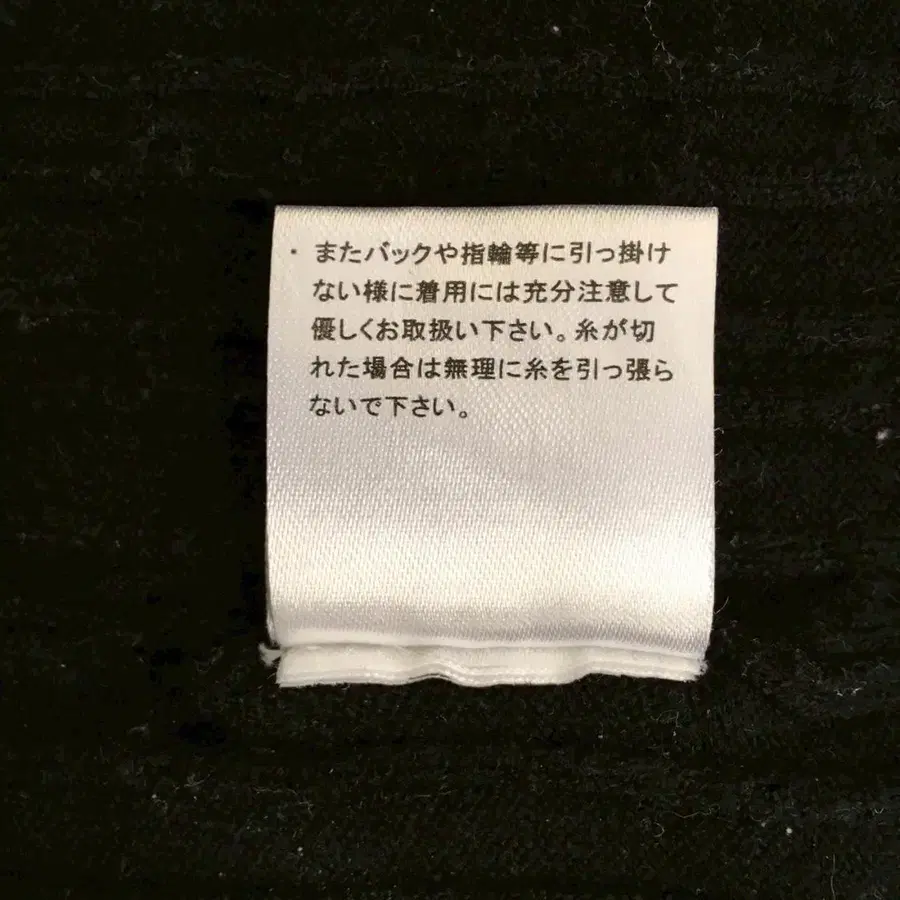 ・またバックや指輪等に引っ掛け
ない様に着用には充分注意して
優しくお取扱い下さい。糸が切
れた場合は無理に糸を引っ張ら
ないで下さい。